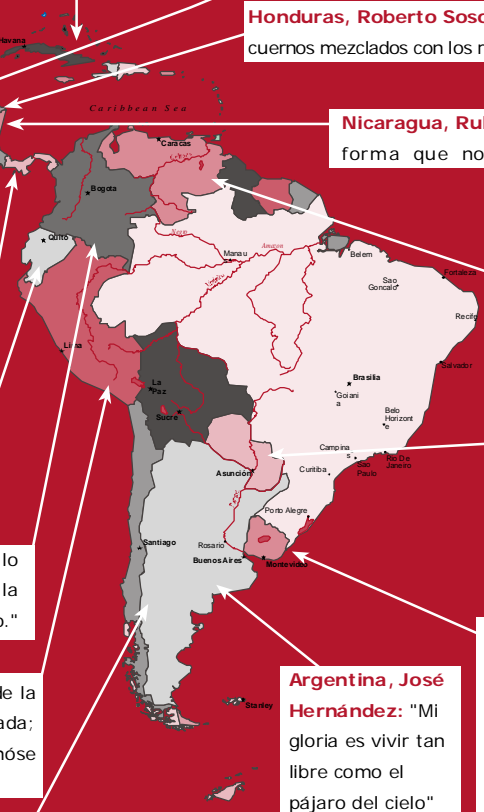 Honduras, Roberto Soso
cuernos mezclados con los r
Havana
Caribbean Sea
Nicaragua, Rul
forma que no
Caracas
Bogota
Quito
Negro
Manau
s
Amazon
Belem
Sao
Goncalo
Fortaleza
Recife
Lima
Salvador
La
Paz
Brasilia
Goiani
a
Sucre
Belo
Horizont
e
Campina
s
Sao
Paulo
Rio De
Janeiro
Asunción
Curitiba
Porto Alegre
Santiago
Rosario
Buenos Aires
Montevideo
lo
la
o."
de la
ada;
nóse
Stanley
Argentina, José
Hernández: "Mi
gloria es vivir tan
libre como el
pájaro del cielo"